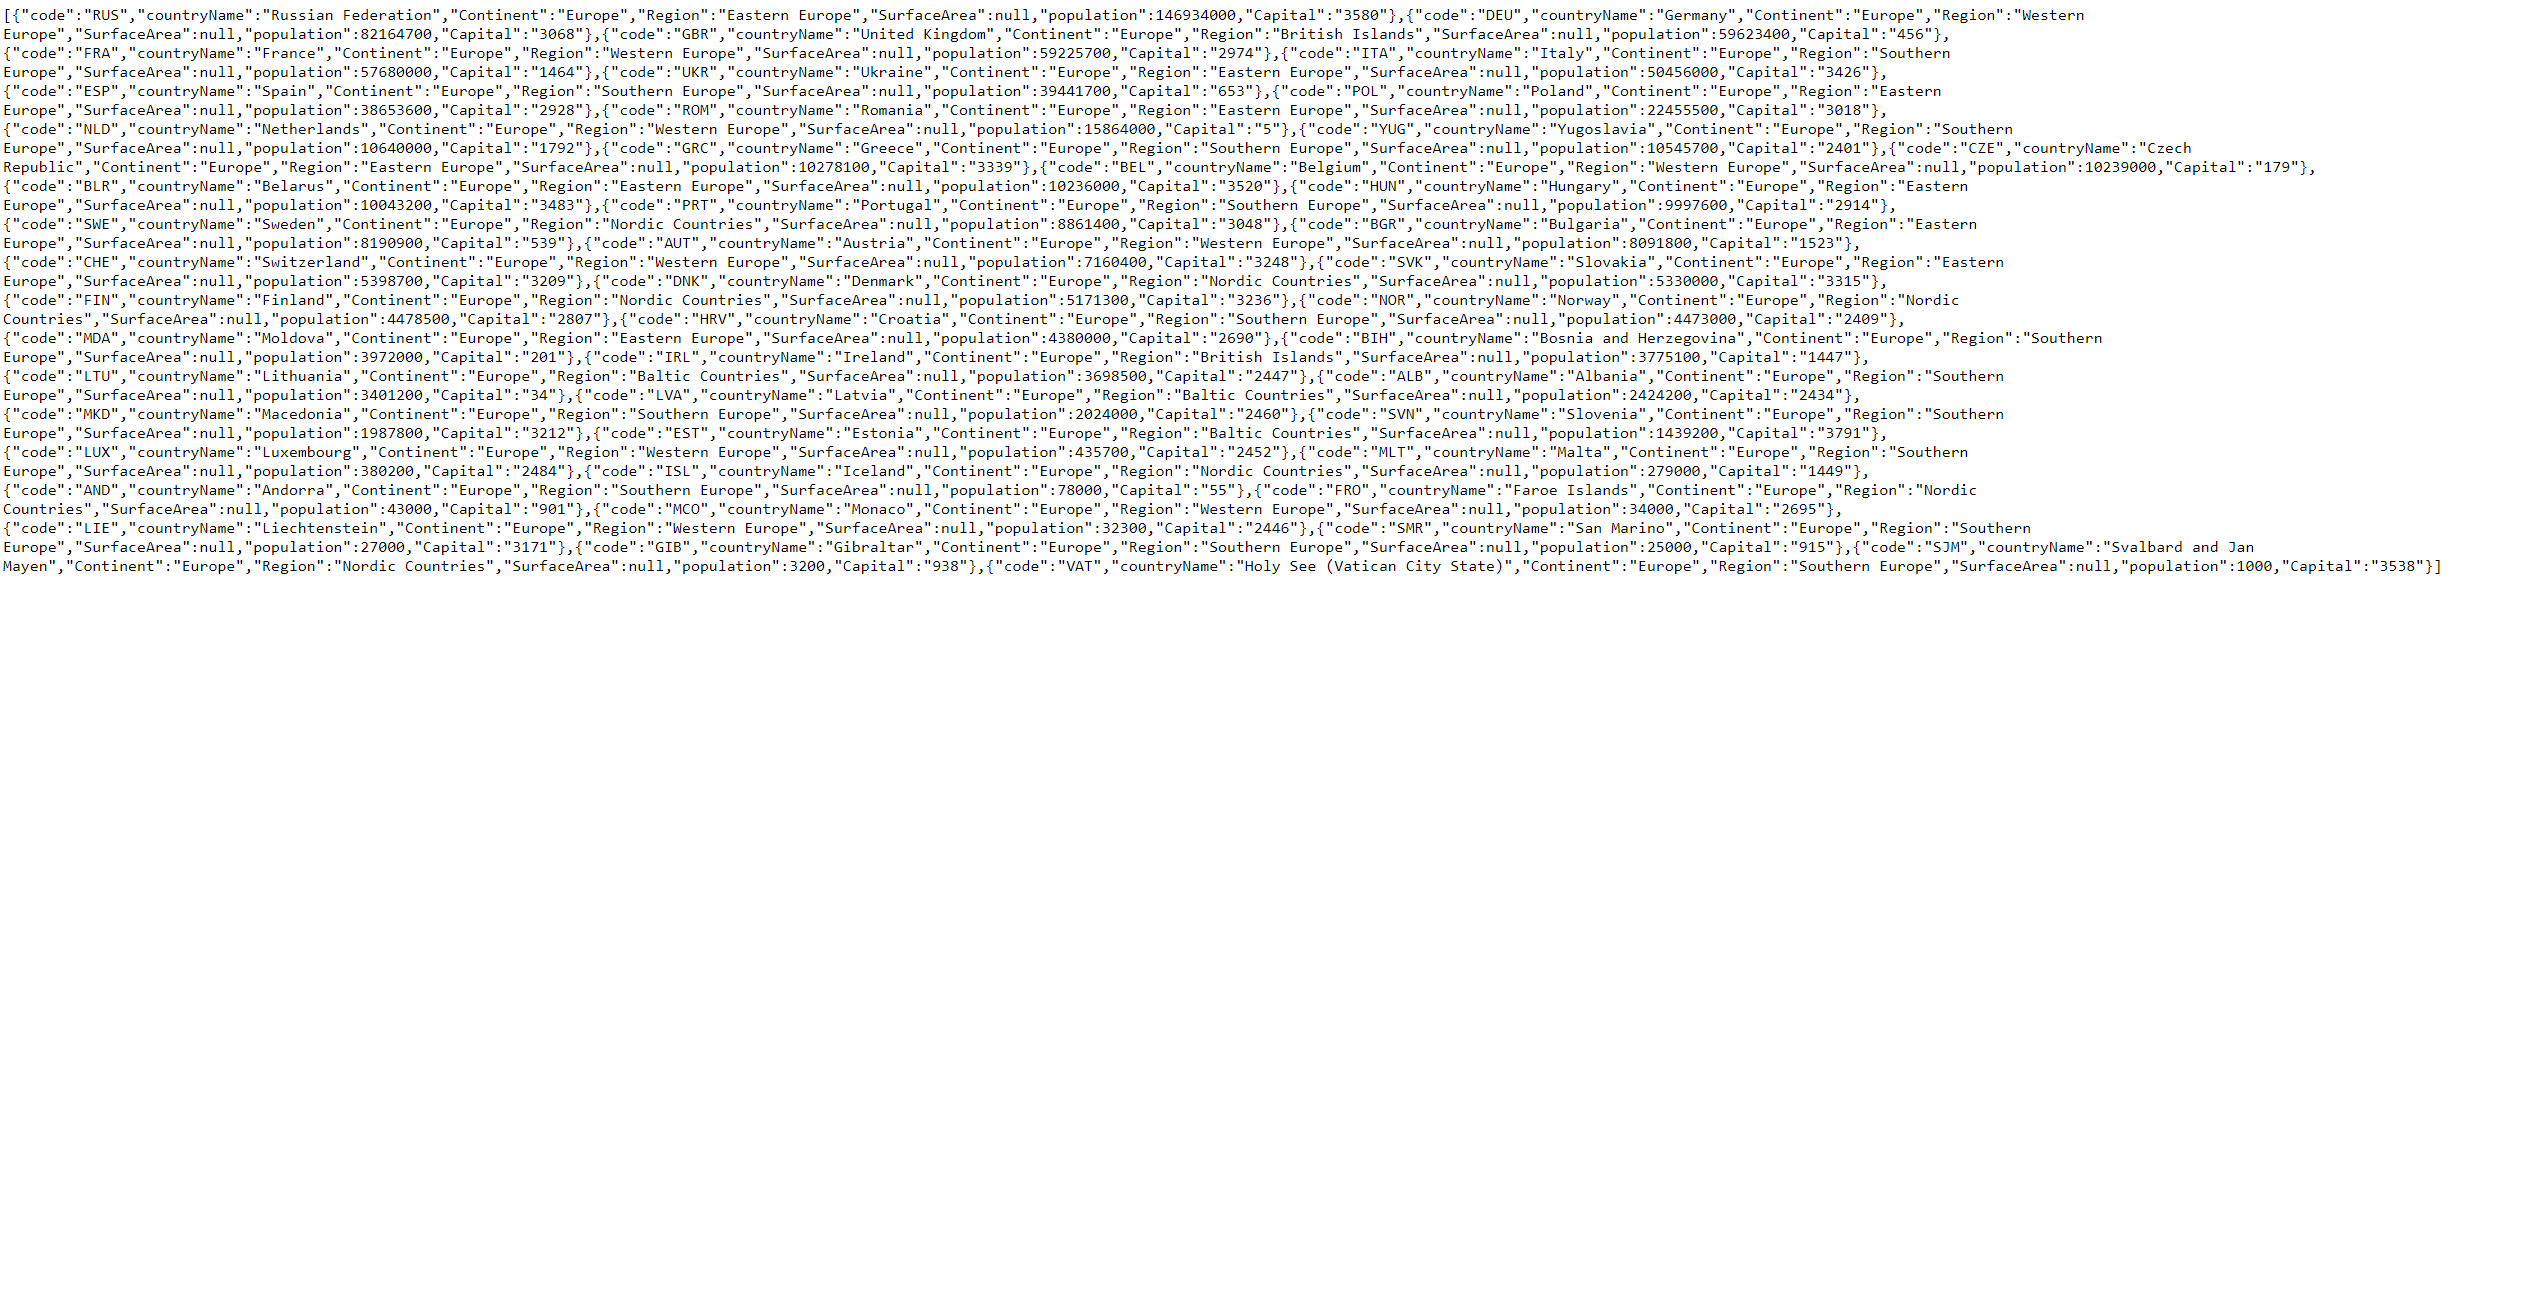 [{"code":"RUS","countryName":"Russian Federation","Continent":"Europe","Region":"Eastern Europe","SurfaceArea":null,"population":146934000,"Capital":"3580"},{"code":"DEU","countryName":"Germany","Continent":"Europe","Region":"Western
Europe","SurfaceArea":null,"population":82164700,"Capital":"3068"},{"code":"GBR","countryName":"United Kingdom","Continent":"Europe","Region":"British Islands","SurfaceArea":null,"population":59623400,"Capital":"456"},
{"code":"FRA","countryName":"France","Continent":"Europe","Region":"Western Europe","SurfaceArea":null,"population":59225700,"Capital":"2974"},{"code":"ITA","countryName":"Italy","Continent":"Europe","Region":"Southern
Europe","SurfaceArea":null,"population":57680000,"Capital":"1464"},{"code":"UKR","countryName":"Ukraine","Continent":"Europe","Region":"Eastern Europe","SurfaceArea":null,"population":50456000,"Capital":"3426"},
{"code":"ESP","countryName":"Spain","Continent":"Europe","Region":"Southern Europe","SurfaceArea":null,"population":39441700,"Capital":"653"},{"code":"POL","countryName":"Poland","Continent":"Europe","Region":"Eastern
Europe","SurfaceArea":null,"population":38653600,"Capital":"2928"},{"code":"ROM","countryName":"Romania","Continent":"Europe","Region":"Eastern Europe","SurfaceArea":null,"population":22455500,"Capital":"3018"},
{"code":"NLD","countryName":"Netherlands","Continent":"Europe","Region":"Western Europe","SurfaceArea":null,"population":15864000,"Capital":"5"},{"code":"YUG","countryName":"Yugoslavia","Continent":"Europe","Region":"Southern
Europe","SurfaceArea":null,"population":10640000,"Capital":"1792"},{"code":"GRC","countryName":"Greece","Continent":"Europe","Region":"Southern Europe","SurfaceArea":null,"population":10545700,"Capital":"2401"},{"code":"CZE","countryName":"Czech
Republic","Continent":"Europe","Region":"Eastern Europe","SurfaceArea":null,"population":10278100,"Capital":"3339"},{"code":"BEL","countryName":"Belgium","Continent":"Europe","Region":"Western Europe","SurfaceArea":null,"population":10239000,"Capital":"179"},
{"code":"BLR","countryName":"Belarus","Continent":"Europe","Region":"Eastern Europe","SurfaceArea":null,"population":10236000,"Capital":"3520"},{"code":"HUN","countryName":"Hungary","Continent":"Europe","Region":"Eastern
Europe","SurfaceArea":null,"population":10043200,"Capital":"3483"},{"code":"PRT","countryName":"Portugal","Continent":"Europe","Region":"Southern Europe","SurfaceArea":null,"population":9997600,"Capital":"2914"},
{"code":"SWE","countryName":"Sweden","Continent":"Europe","Region":"Nordic Countries","SurfaceArea":null,"population":8861400,"Capital":"3048"},{"code":"BGR","countryName":"Bulgaria","Continent":"Europe","Region":"Eastern
Europe","SurfaceArea":null,"population":8190900,"Capital":"539"},{"code":"AUT","countryName":"Austria","Continent":"Europe","Region":"Western Europe","SurfaceArea":null,"population":8091800,"Capital":"1523"},
{"code":"CHE","countryName":"Switzerland","Continent":"Europe","Region":"Western Europe","SurfaceArea":null,"population":7160400,"Capital":"3248"},{"code":"SVK","countryName":"Slovakia","Continent":"Europe","Region":"Eastern
Europe","SurfaceArea":null,"population":5398700,"Capital":"3209"},{"code":"DNK","countryName":"Denmark","Continent":"Europe","Region":"Nordic Countries","SurfaceArea":null,"population":5330000,"Capital":"3315"},
{"code":"FIN","countryName":"Finland","Continent":"Europe","Region":"Nordic Countries","SurfaceArea":null,"population":5171300,"Capital":"3236"},{"code":"NOR","countryName":"Norway","Continent":"Europe","Region":"Nordic
Countries","SurfaceArea":null,"population":4478500,"Capital":"2807"},{"code":"HRV","countryName":"Croatia","Continent":"Europe","Region":"Southern Europe","SurfaceArea":null,"population":4473000,"Capital":"2409"},
{"code":"MDA","countryName":"Moldova","Continent":"Europe","Region":"Eastern Europe","SurfaceArea":null,"population":4380000,"Capital":"2690"},{"code":"BIH","countryName":"Bosnia and Herzegovina","Continent":"Europe","Region":"Southern
Europe","SurfaceArea":null,"population":3972000,"Capital":"201"},{"code":"IRL","countryName":"Ireland","Continent":"Europe","Region":"British Islands","SurfaceArea":null,"population":3775100,"Capital":"1447"},
{"code":"LTU","countryName":"Lithuania","Continent":"Europe","Region":"Baltic Countries","SurfaceArea":null,"population":3698500,"Capital":"2447"},{"code":"ALB","countryName":"Albania","Continent":"Europe","Region":"Southern
Europe","SurfaceArea":null,"population":3401200,"Capital":"34"},{"code":"LVA","countryName":"Latvia","Continent":"Europe","Region":"Baltic Countries","SurfaceArea":null,"population":2424200,"Capital":"2434"},
{"code":"MKD","countryName":"Macedonia","Continent":"Europe","Region":"Southern Europe","SurfaceArea":null,"population":2024000,"Capital":"2460"},{"code":"SVN","countryName":"Slovenia","Continent":"Europe","Region":"Southern
Europe","SurfaceArea":null,"population":1987800,"Capital":"3212"},{"code":"EST","countryName":"Estonia","Continent":"Europe","Region":"Baltic Countries","SurfaceArea":null,"population":1439200,"Capital":"3791"},
{"code":"LUX","countryName":"Luxembourg","Continent":"Europe","Region":"Western Europe","SurfaceArea":null,"population":435700,"Capital":"2452"},{"code":"MLT","countryName":"Malta","Continent":"Europe","Region":"Southern
Europe","SurfaceArea":null,"population":380200,"Capital":"2484"},{"code":"ISL","countryName":"Iceland","Continent":"Europe","Region":"Nordic Countries","SurfaceArea":null,"population":279000,"Capital":"1449"},
{"code":"AND","countryName":"Andorra","Continent":"Europe","Region":"Southern Europe","SurfaceArea":null,"population":78000,"Capital":"55"},{"code":"FRO","countryName":"Faroe Islands","Continent":"Europe","Region":"Nordic
Countries","SurfaceArea":null,"population":43000,"Capital":"901"},{"code":"MCO","countryName":"Monaco","Continent":"Europe","Region":"Western Europe","SurfaceArea":null,"population":34000,"Capital":"2695"},
{"code":"LIE","countryName":"Liechtenstein","Continent":"Europe","Region":"Western Europe","SurfaceArea":null,"population":32300,"Capital":"2446"},{"code":"SMR","countryName":"San Marino","Continent":"Europe","Region":"Southern
Europe","SurfaceArea":null,"population":27000,"Capital":"3171"},{"code":"GIB","countryName":"Gibraltar","Continent":"Europe","Region":"Southern Europe","SurfaceArea":null,"population":25000,"Capital":"915"},{"code":"SJM","countryName":"Svalbard and Jan
Mayen","Continent":"Europe","Region":"Nordic Countries","SurfaceArea":null,"population":3200,"Capital":"938"},{"code":"VAT","countryName":"Holy See (Vatican City State)","Continent":"Europe","Region":"Southern Europe","SurfaceArea":null,"population":1000,"Capital":"3538"}]